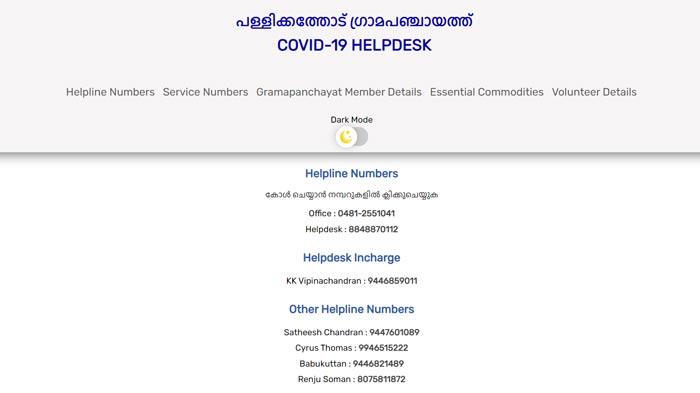 പള്ളിക്കത്തോട് ഗ്രാമപഞ്ചായത്ത്
COVID-19 HELPDESK
Helpline Numbers Service Numbers Gramapanchayat Member Details Essential Commodities Volunteer Details
Dark Mode
Helpline Numbers
കോൾ ചെയ്യാൻ നമ്പറുകളിൽ ക്ലിക്കുചെയ്യുക
Office : 0481-2551041
Helpdesk : 8848870112
Helpdesk Incharge
KK Vipinachandran : 9446859011
Other Helpline Numbers
Satheesh Chandran : 9447601089
Cyrus Thomas : 9946515222
Babukuttan : 9446821489
Renju Soman : 8075811872